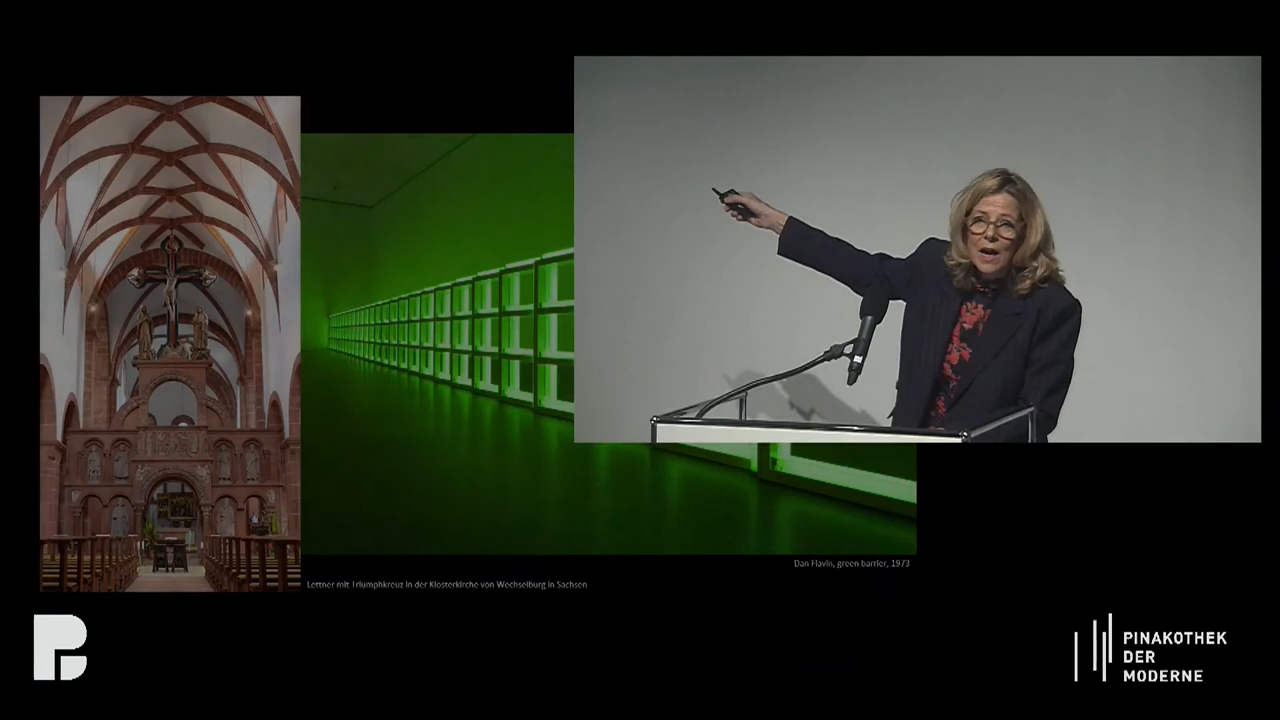 Dan Flavin, green barrier, 1973
Lettner mit Triumphkreuz in der Klosterkirche von Wechselburg in Sachsen
PINAKOTHEK
DER
MODERNE